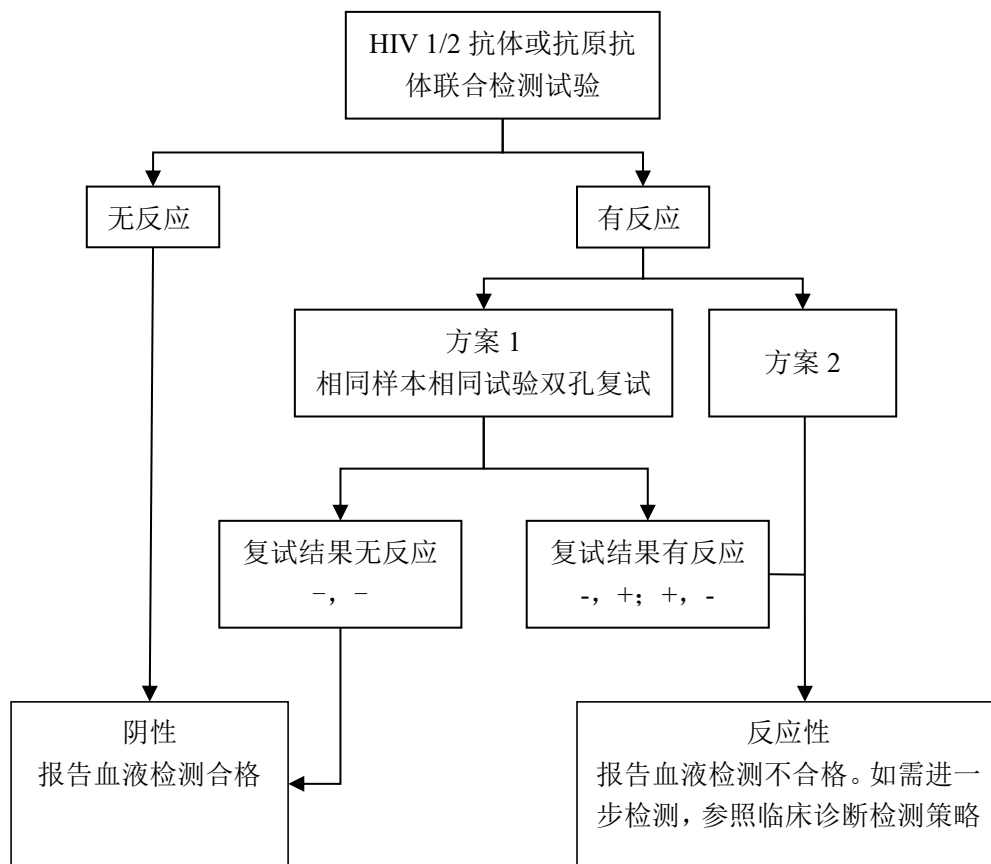 HIV 1/2 抗体或抗原抗
体联合检测试验
无反应
有反应
方案 1
相同样本相同试验双孔复试
方案 2
复试结果无反应
−，−
复试结果有反应
-，+；+，-
阴性
报告血液检测合格
反应性
报告血液检测不合格。如需进一
步检测，参照临床诊断检测策略